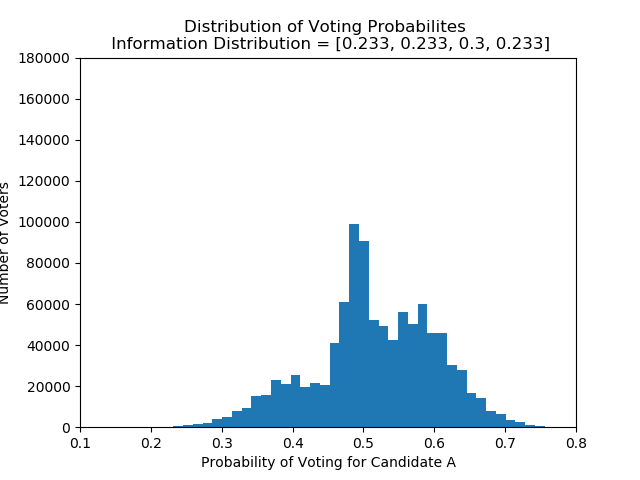 Distribution of Voting Probabilites
Information Distribution = [0.233, 0.233, 0.3, 0.233]
180000
160000
140000
120000
100000
80000
60000
40000
20000
0
Number of Voters
0.1 0.2 0.3 0.4 0.5 0.6 0.7 0.8
Probability of Voting for Candidate A